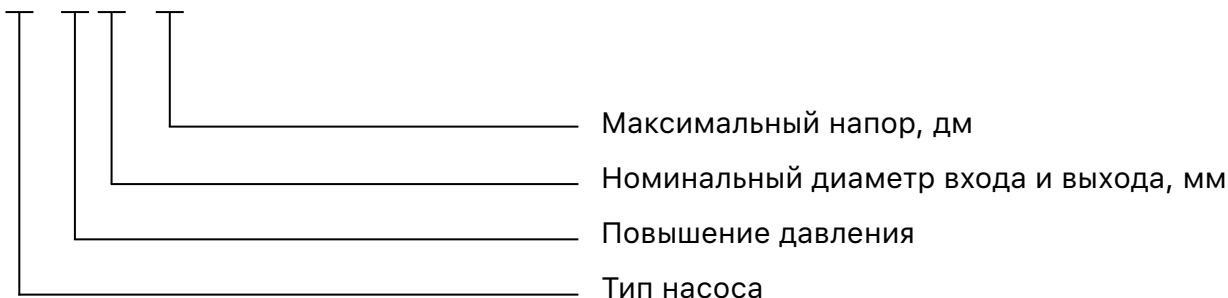 Максимальный напор, дм
Номинальный диаметр входа и выхода, мм
Повышение давления
Тип насоса